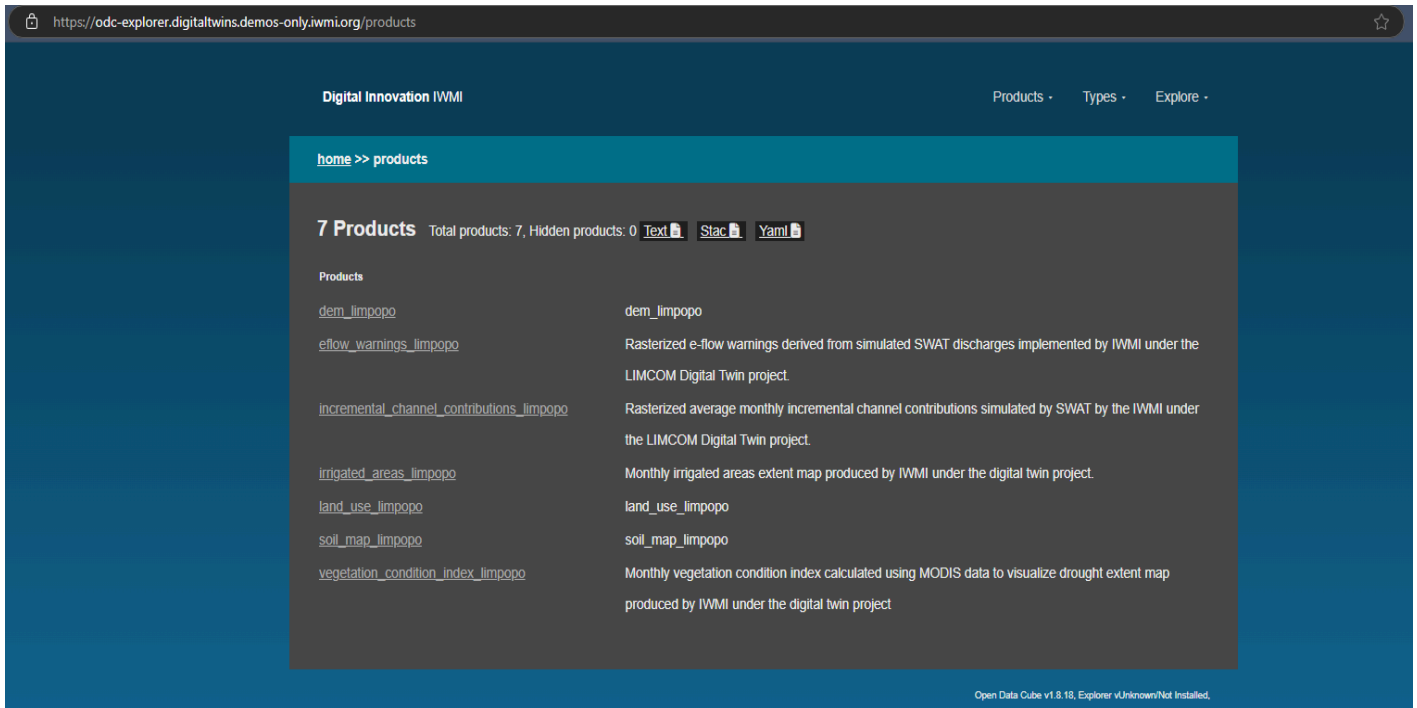 https://odc-explorer.digitaltwins.demos-only.iwmi.org/products
Digital Innovation IWMI
Products
Types
Explore
home >> products
7 Products Total products: 7, Hidden products: 0 Text Stac Yaml
Products
dem_limpopo dem_limpopo
eflow_warnings_limpopo Rasterized e-flow warnings derived from simulated SWAT discharges implemented by IWMI under the
LIMCOM Digital Twin project.
incremental_channel_contributions_limpopo Rasterized average monthly incremental channel contributions simulated by SWAT by the IWMI under
the LIMCOM Digital Twin project.
irrigated_areas_limpopo Monthly irrigated areas extent map produced by IWMI under the digital twin project.
land_use_limpopo land_use_limpopo
soil_map_limpopo soil_map_limpopo
vegetation_condition_index_limpopo Monthly vegetation condition index calculated using MODIS data to visualize drought extent map
produced by IWMI under the digital twin project
Open Data Cube v1.8.18, Explorer vUnknown/Not Installed,